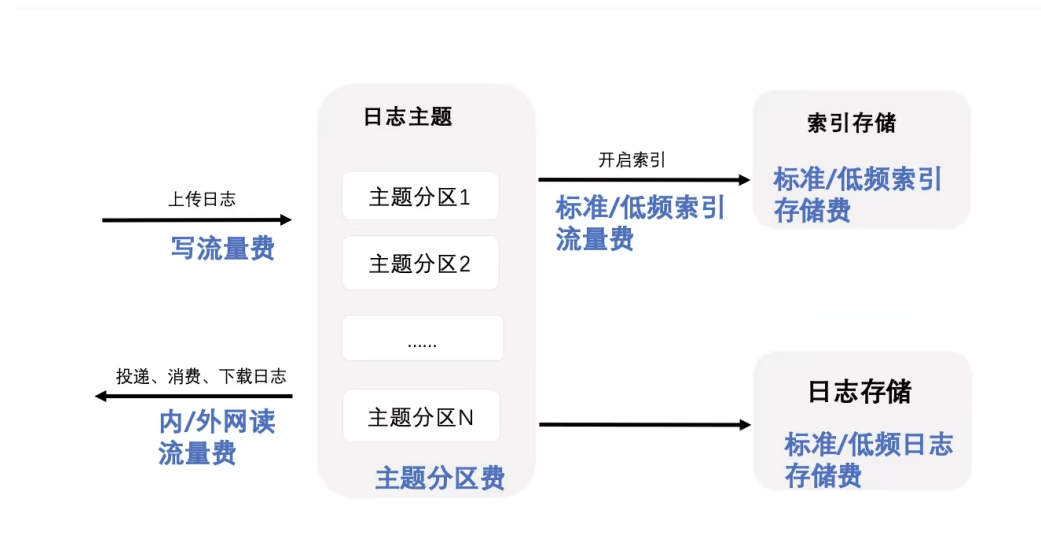 日志主题
主题分区1
主题分区2
......
主题分区N
主题分区费
上传日志
写流量费
投递、消费、下载日志
内/外网读
流量费
开启索引
标准/低频索引
流量费
索引存储
标准/低频索引
存储费
日志存储
标准/低频日志
存储费